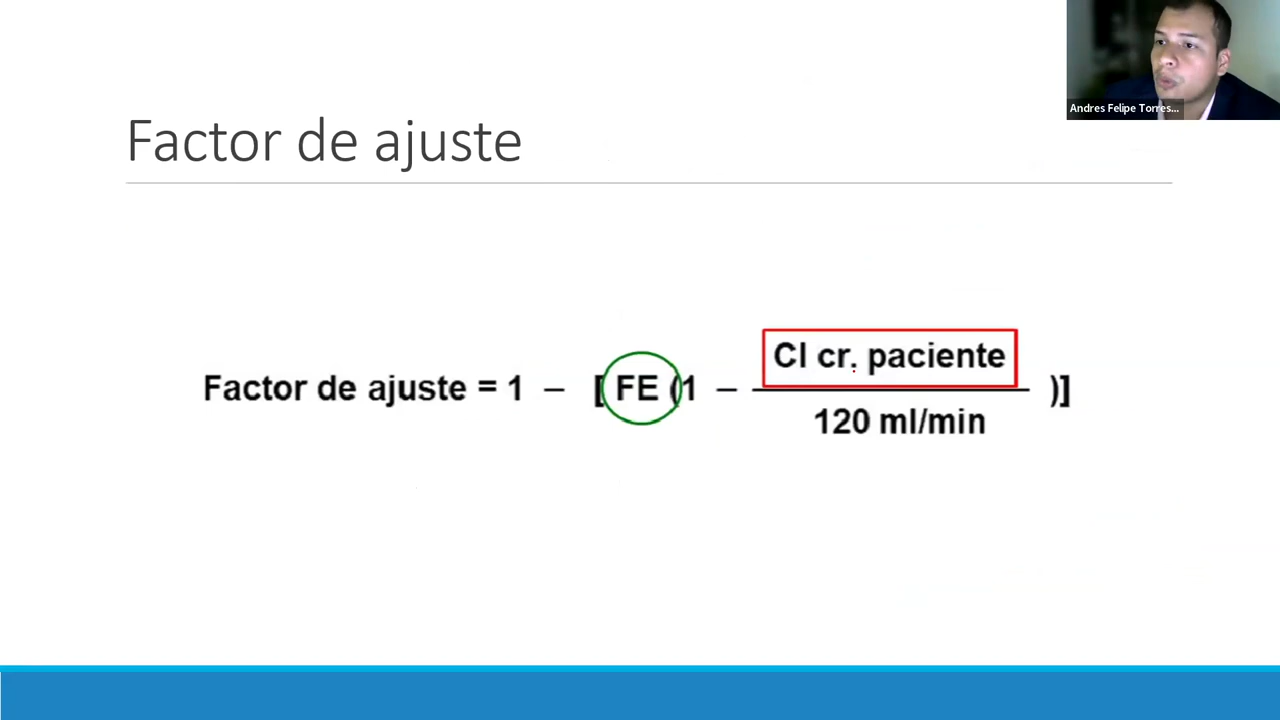 Andres Felipe Torres...
Factor de ajuste
Factor de ajuste = 1 – [ FE (1 – Cl cr. paciente
120 ml/min )]